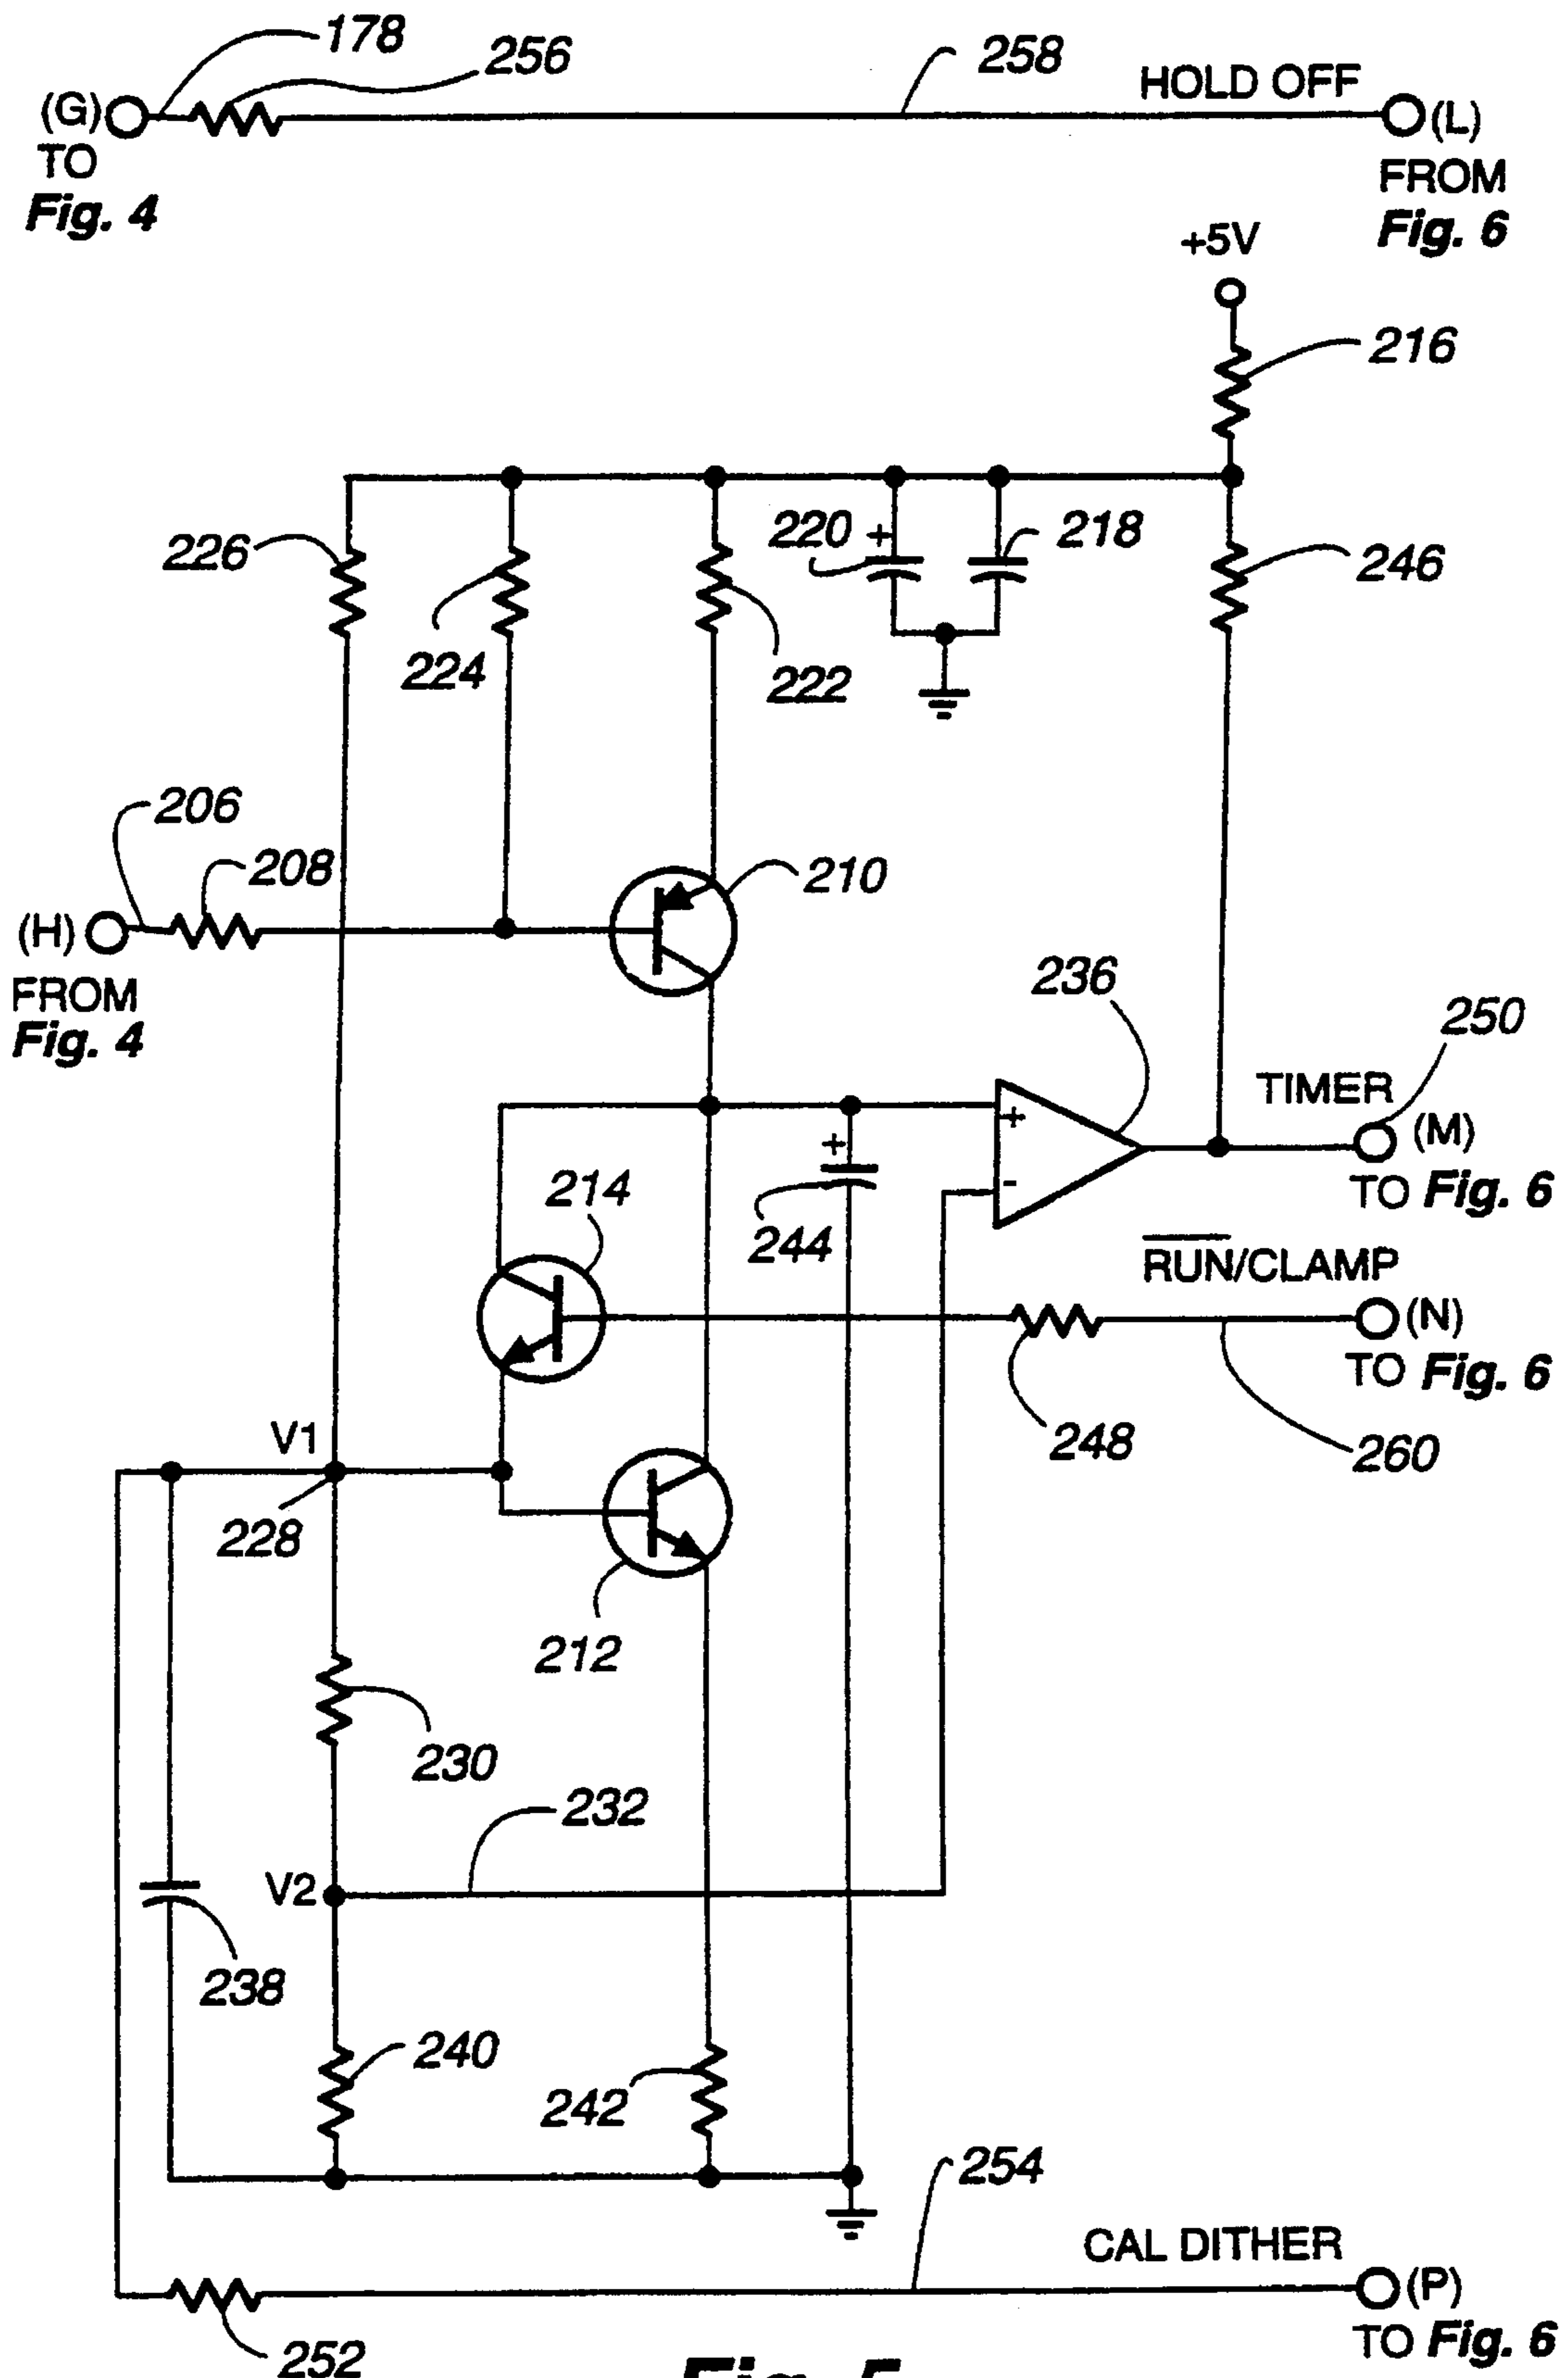 178
256
258
HOLD OFF
(G)
TO
Fig. 4
(L)
FROM
Fig. 6
+5V
216
226
224
222
220
+
218
246
206
208
(H)
FROM
Fig. 4
210
236
250
TIMER
(M)
TO Fig. 6
+
-
+
244
214
RUN/CLAMP
(N)
TO Fig. 6
248
260
V1
228
212
230
232
V2
238
240
242
254
CAL DITHER
(P)
TO Fig. 6
252